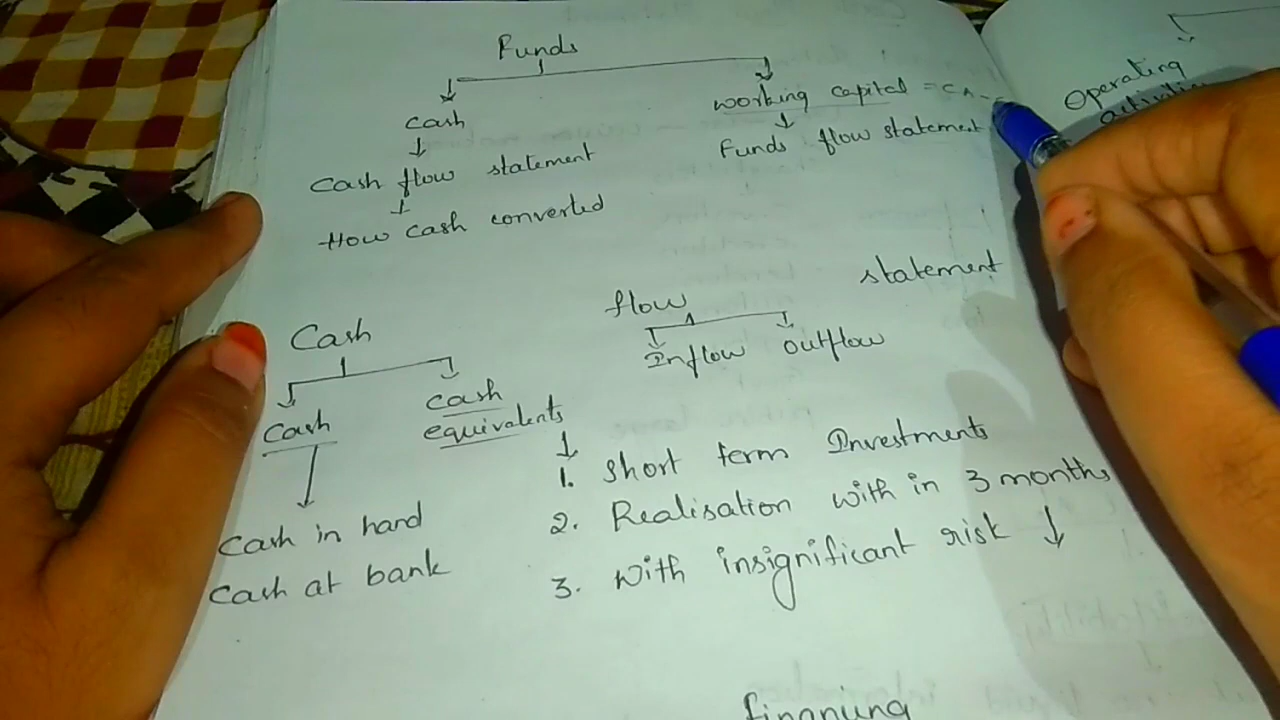 Funds
Cash
working capital = CA -
Cash flow statement
Funds flow statement
How cash converted
flow
statement
Inflow outflow
Cash
Cash
cash equivalents
Cash in hand
Cash at bank
1. Short term Investments
2. Realisation with in 3 months
3. With insignificant risk ↓
financing
Operating
activities